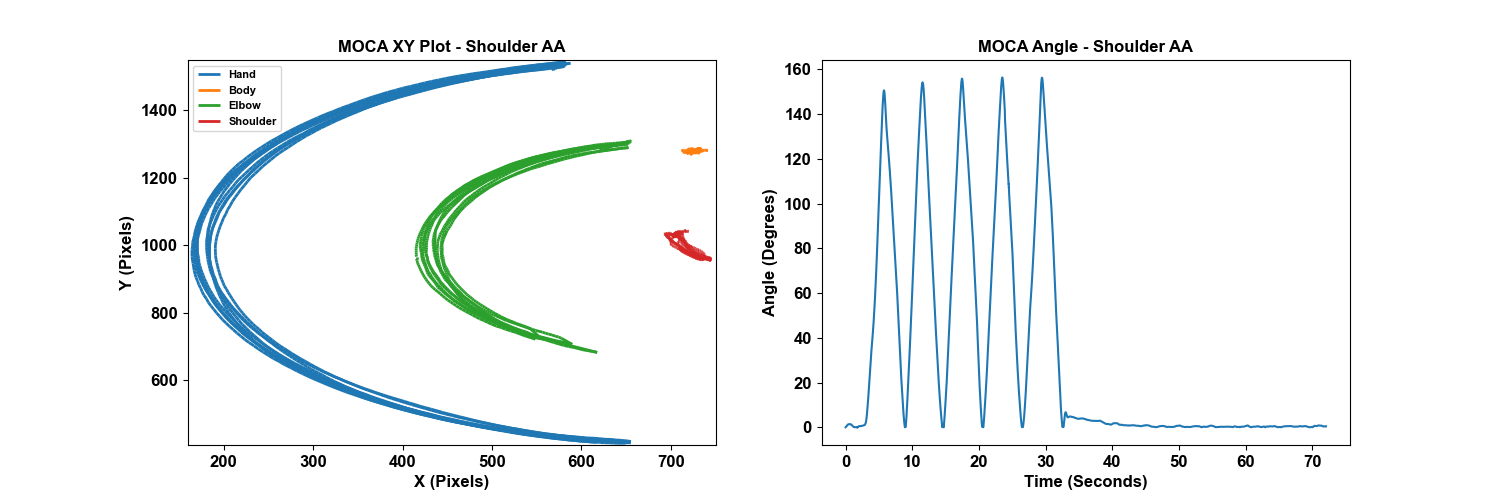 MOCA XY Plot - Shoulder AA
Hand
Body
Elbow
Shoulder
1400
1200
1000
800
600
Y (Pixels)
200 300 400 500 600 700
X (Pixels)
MOCA Angle - Shoulder AA
160
140
120
100
80
60
40
20
0
Angle (Degrees)
0 10 20 30 40 50 60 70
Time (Seconds)